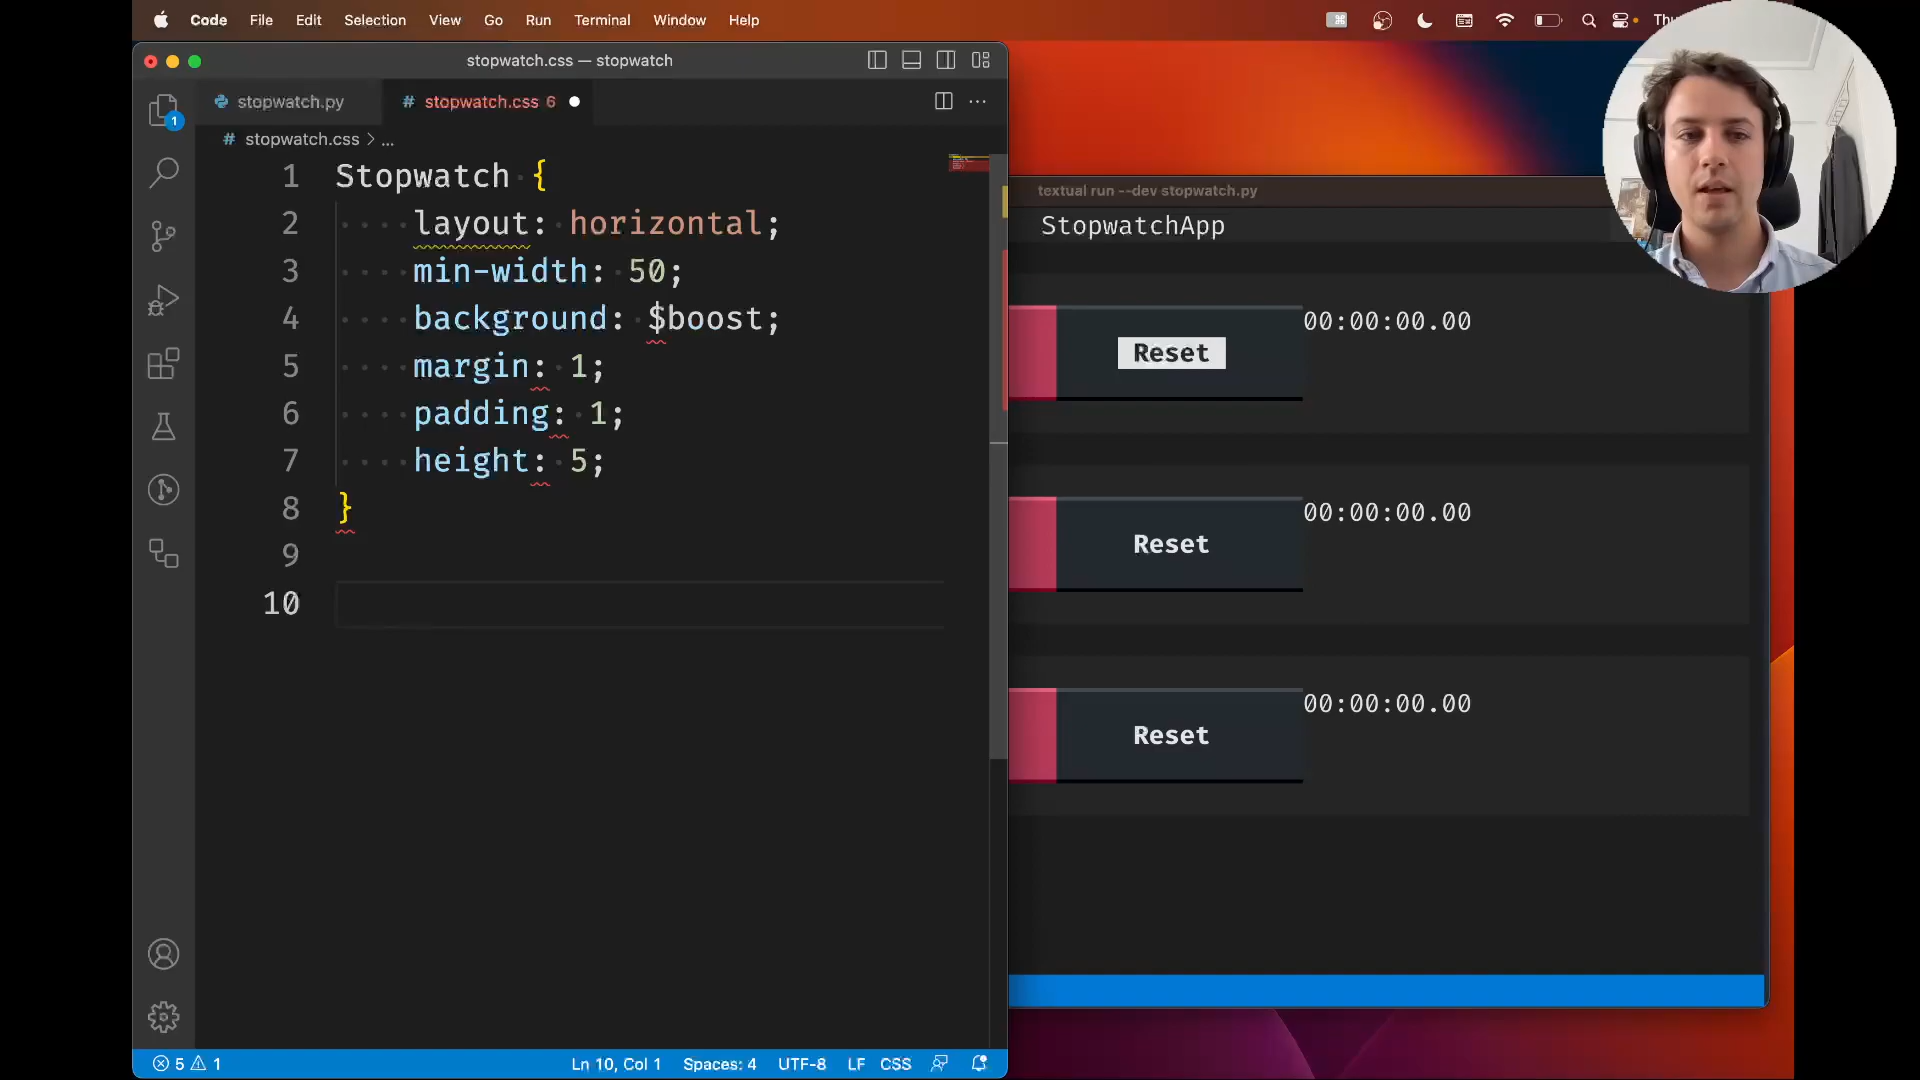 Code File Edit Selection View Go Run Terminal Window Help
stopwatch.css — stopwatch
stopwatch.py
# stopwatch.css 6
# stopwatch.css > ...
1 Stopwatch {
2 layout: horizontal;
3 min-width: 50;
4 background: $boost;
5 margin: 1;
6 padding: 1;
7 height: 5;
8 }
9
10
1
5 1
Ln 10, Col 1 Spaces: 4 UTF-8 LF CSS
textual run --dev stopwatch.py
StopwatchApp
Reset 00:00:00.00
Reset 00:00:00.00
Reset 00:00:00.00